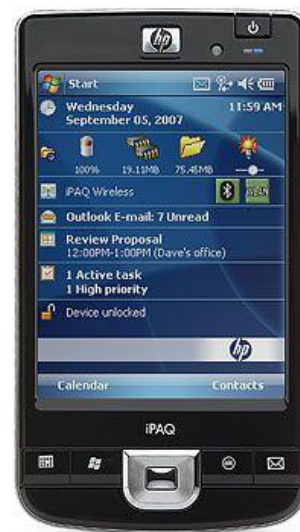 hp
Start
Wednesday 11:59 AM
September 05, 2007
100% 19.11MB 75.45MB
iPAQ Wireless WLAN
Outlook E-mail: 7 Unread
Review Proposal
12:00PM-1:00PM (Dave's office)
1 Active task
1 High priority
Device unlocked
hp
Calendar Contacts
iPAQ
ok